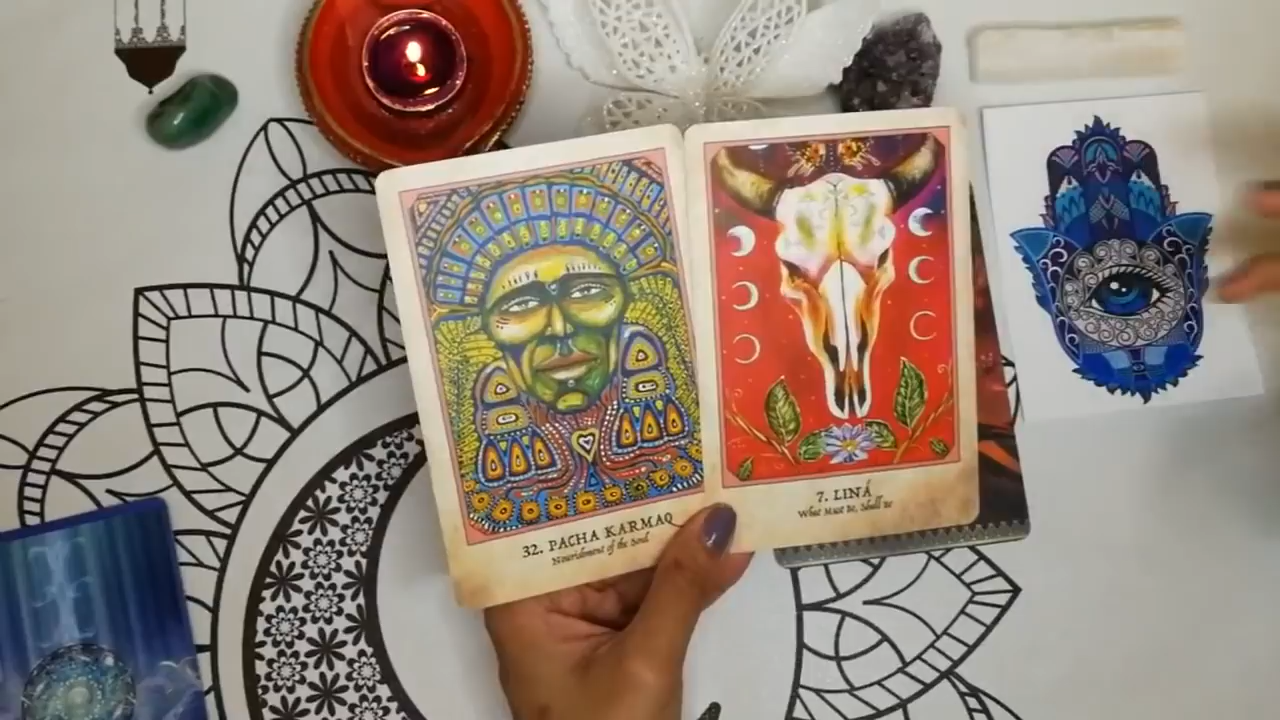 32. PACHA KARMAQ
Nourishment of the Soul
7. LINÁ
What Must Be, Shall Be